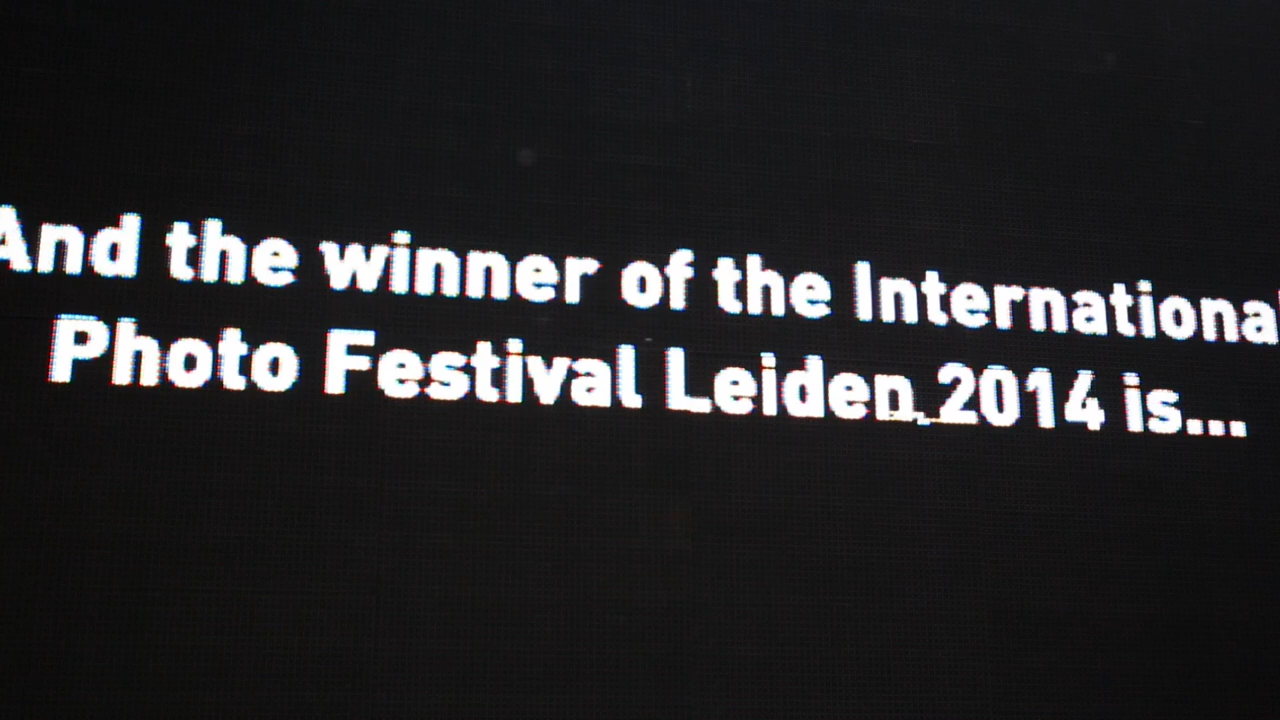 And the winner of the International
Photo Festival Leiden 2014 is...